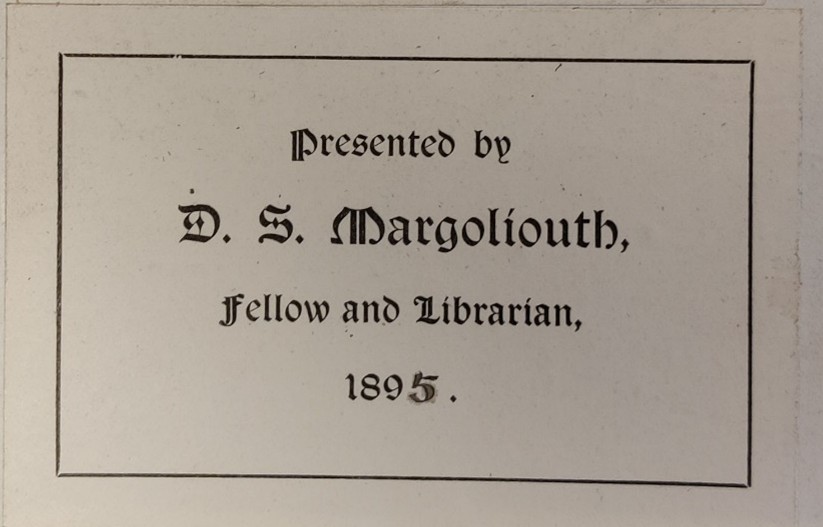 Presented by
D. S. Margoliouth,
Fellow and Librarian,
1895.